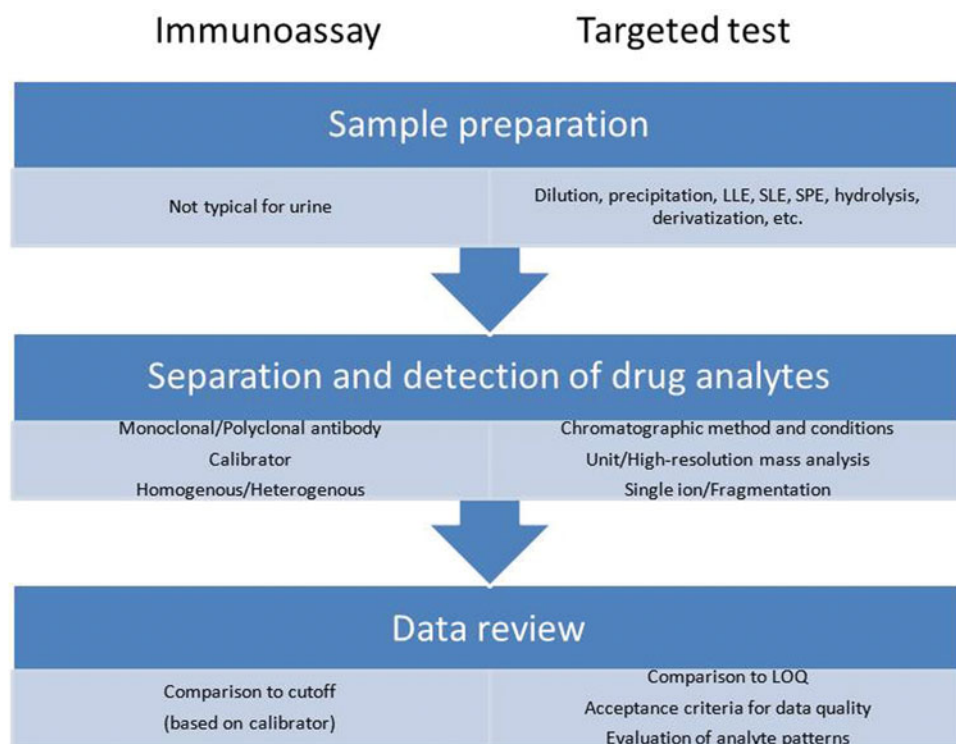 Immunoassay
Targeted test
Sample preparation
Not typical for urine
Dilution, precipitation, LLE, SLE, SPE, hydrolysis,
derivatization, etc.
Separation and detection of drug analytes
Monoclonal/Polyclonal antibody
Calibrator
Homogenous/Heterogenous
Chromatographic method and conditions
Unit/High-resolution mass analysis
Single ion/Fragmentation
Data review
Comparison to cutoff
(based on calibrator)
Comparison to LOQ
Acceptance criteria for data quality
Evaluation of analyte patterns